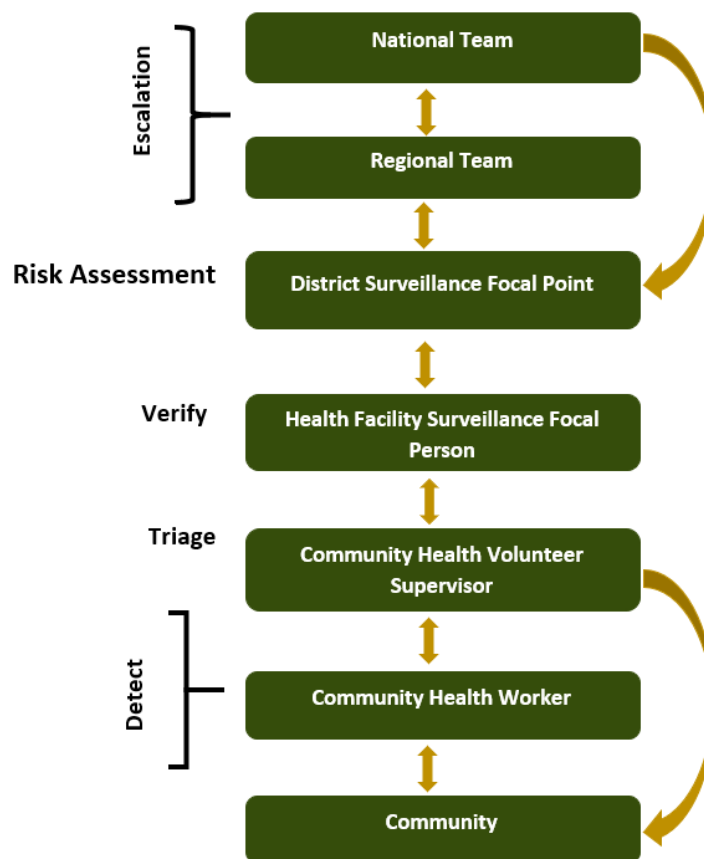 National Team
Escalation
Regional Team
Risk Assessment
District Surveillance Focal Point
Verify
Health Facility Surveillance Focal
Person
Triage
Community Health Volunteer
Supervisor
Detect
Community Health Worker
Community